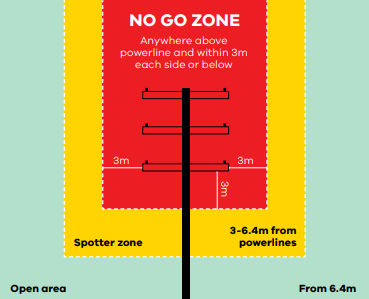 NO GO ZONE
Anywhere above
powerline and within 3m
each side or below
3m
3m
3m
3-6.4m from
Spotter zone
powerlines
Open area
From 6.4m